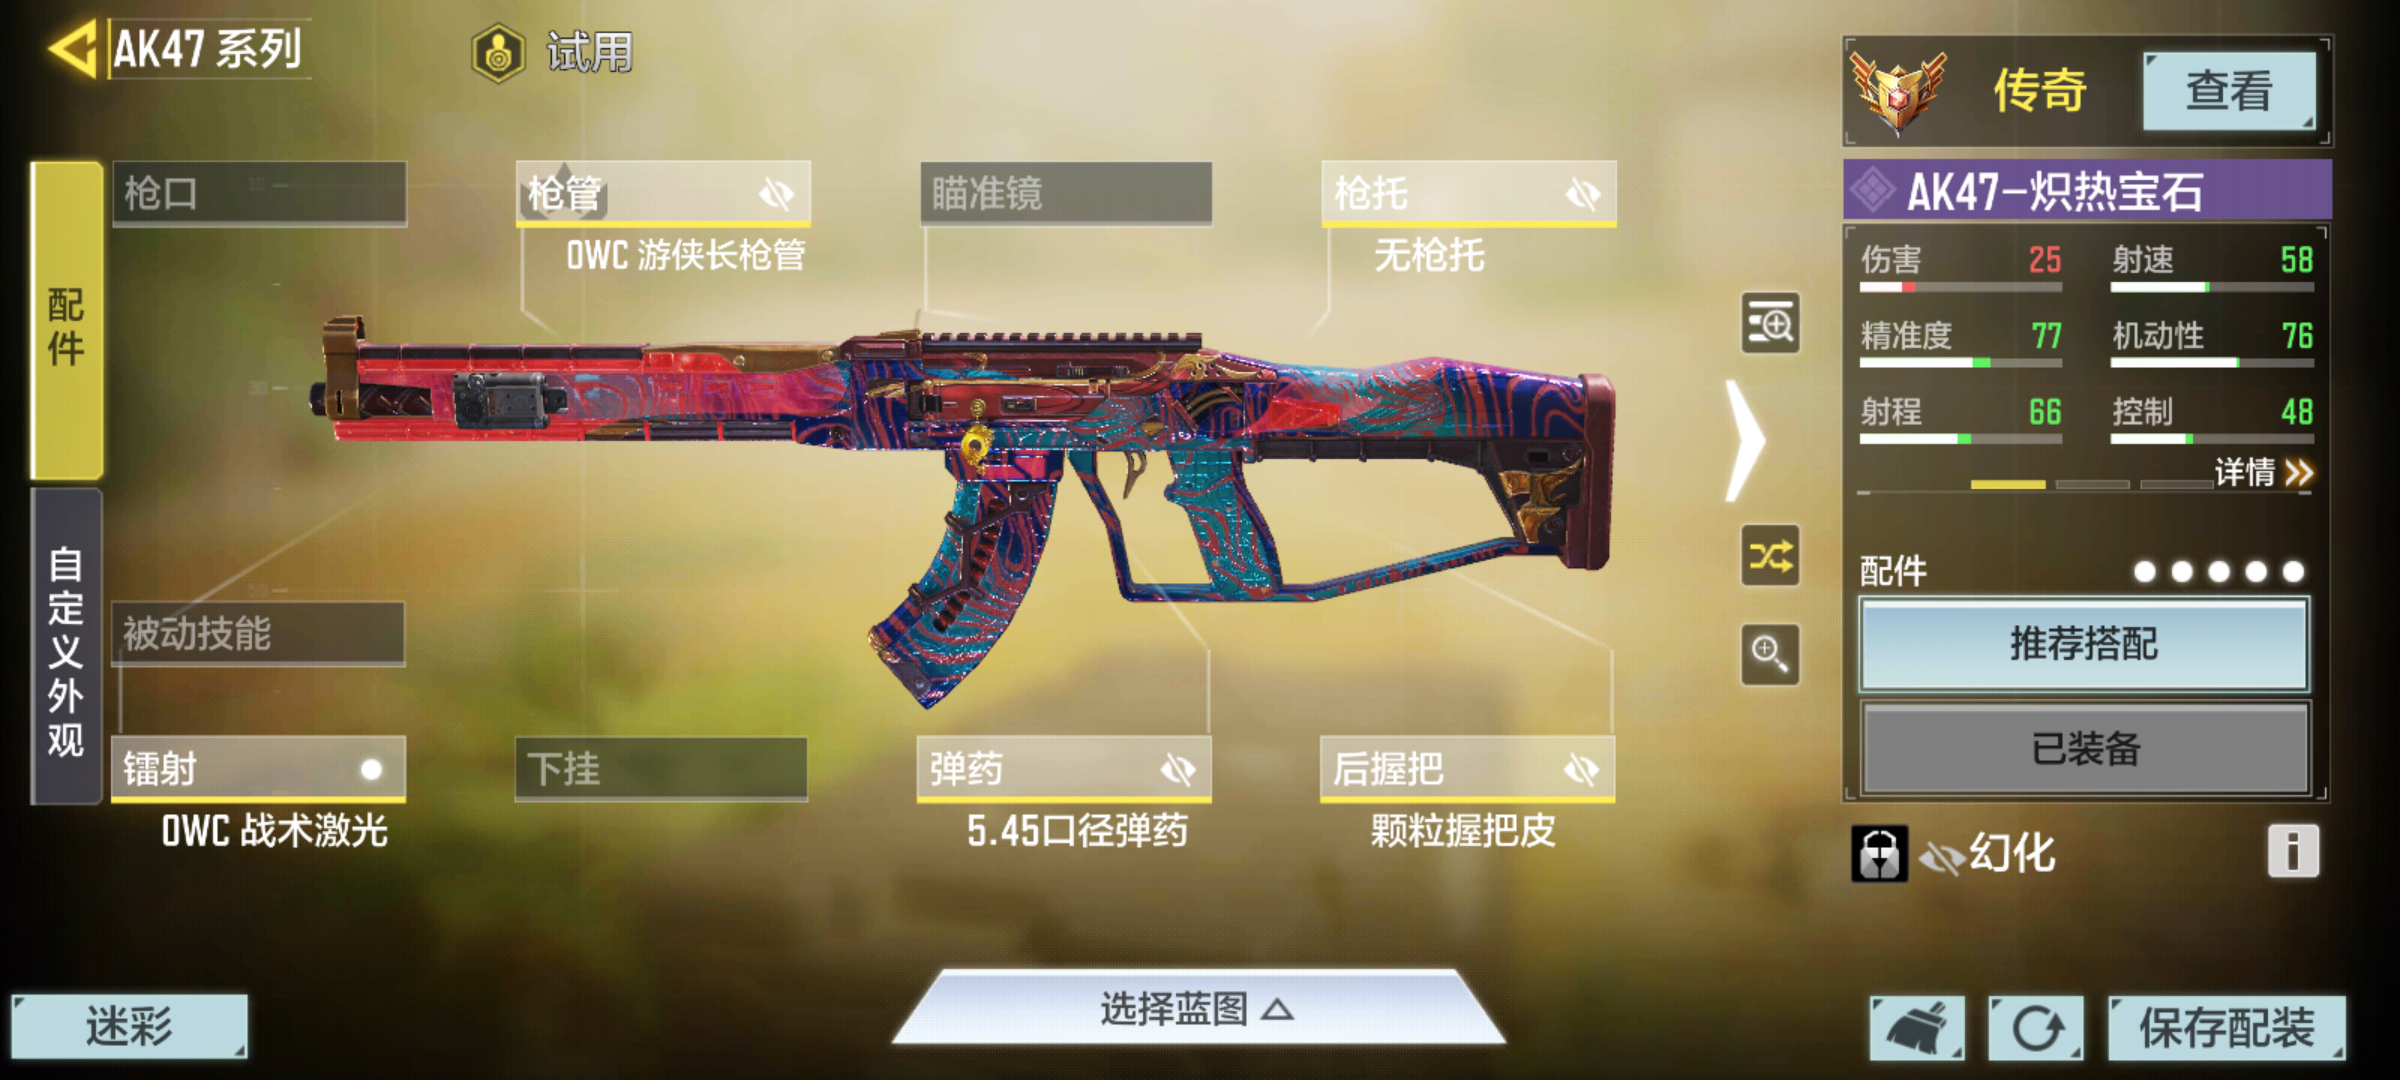 AK47 系列
试用
传奇
查看
枪口
枪管
OWC 游侠长枪管
瞄准镜
枪托
无枪托
AK47-炽热宝石
伤害 25
射速 58
精准度 77
机动性 76
射程 66
控制 48
详情
配件
自定义外观
被动技能
镭射
OWC 战术激光
下挂
弹药
5.45口径弹药
后握把
颗粒握把皮
配件
推荐搭配
已装备
幻化
迷彩
选择蓝图
保存配装